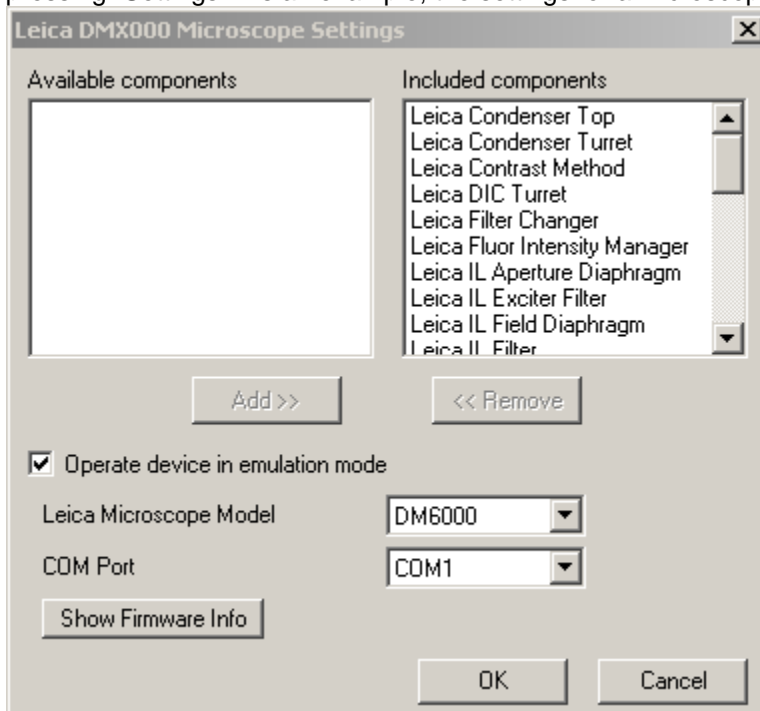 Leica DMX000 Microscope Settings
Available components
Included components
Leica Condenser Top
Leica Condenser Turret
Leica Contrast Method
Leica DIC Turret
Leica Filter Changer
Leica Fluor Intensity Manager
Leica IL Aperture Diaphragm
Leica IL Exciter Filter
Leica IL Field Diaphragm
Leica IL Filter
Add >>
<< Remove
Operate device in emulation mode
Leica Microscope Model
DM6000
COM Port
COM1
Show Firmware Info
OK
Cancel